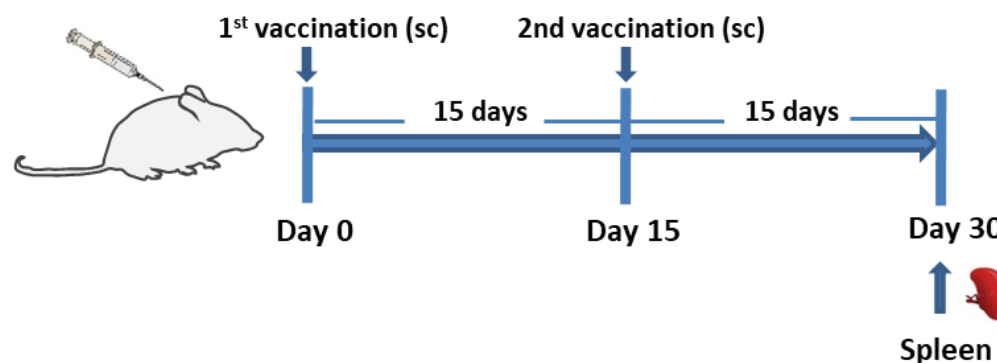 1st vaccination (sc) 2nd vaccination (sc)
15 days 15 days
Day 0 Day 15 Day 30
Spleen